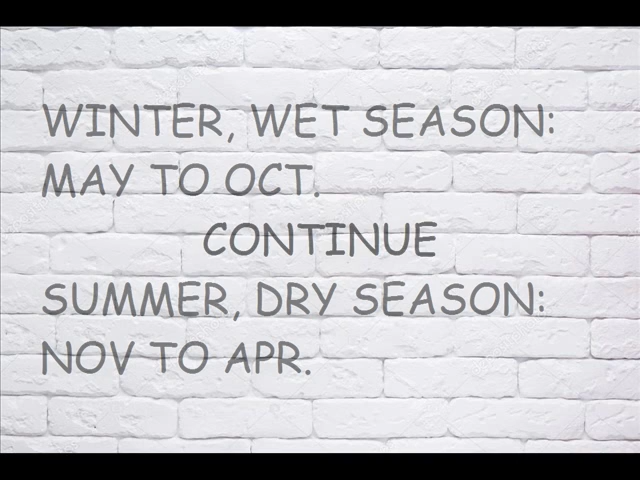 WINTER, WET SEASON:
MAY TO OCT.
CONTINUE
SUMMER, DRY SEASON:
NOV TO APR.